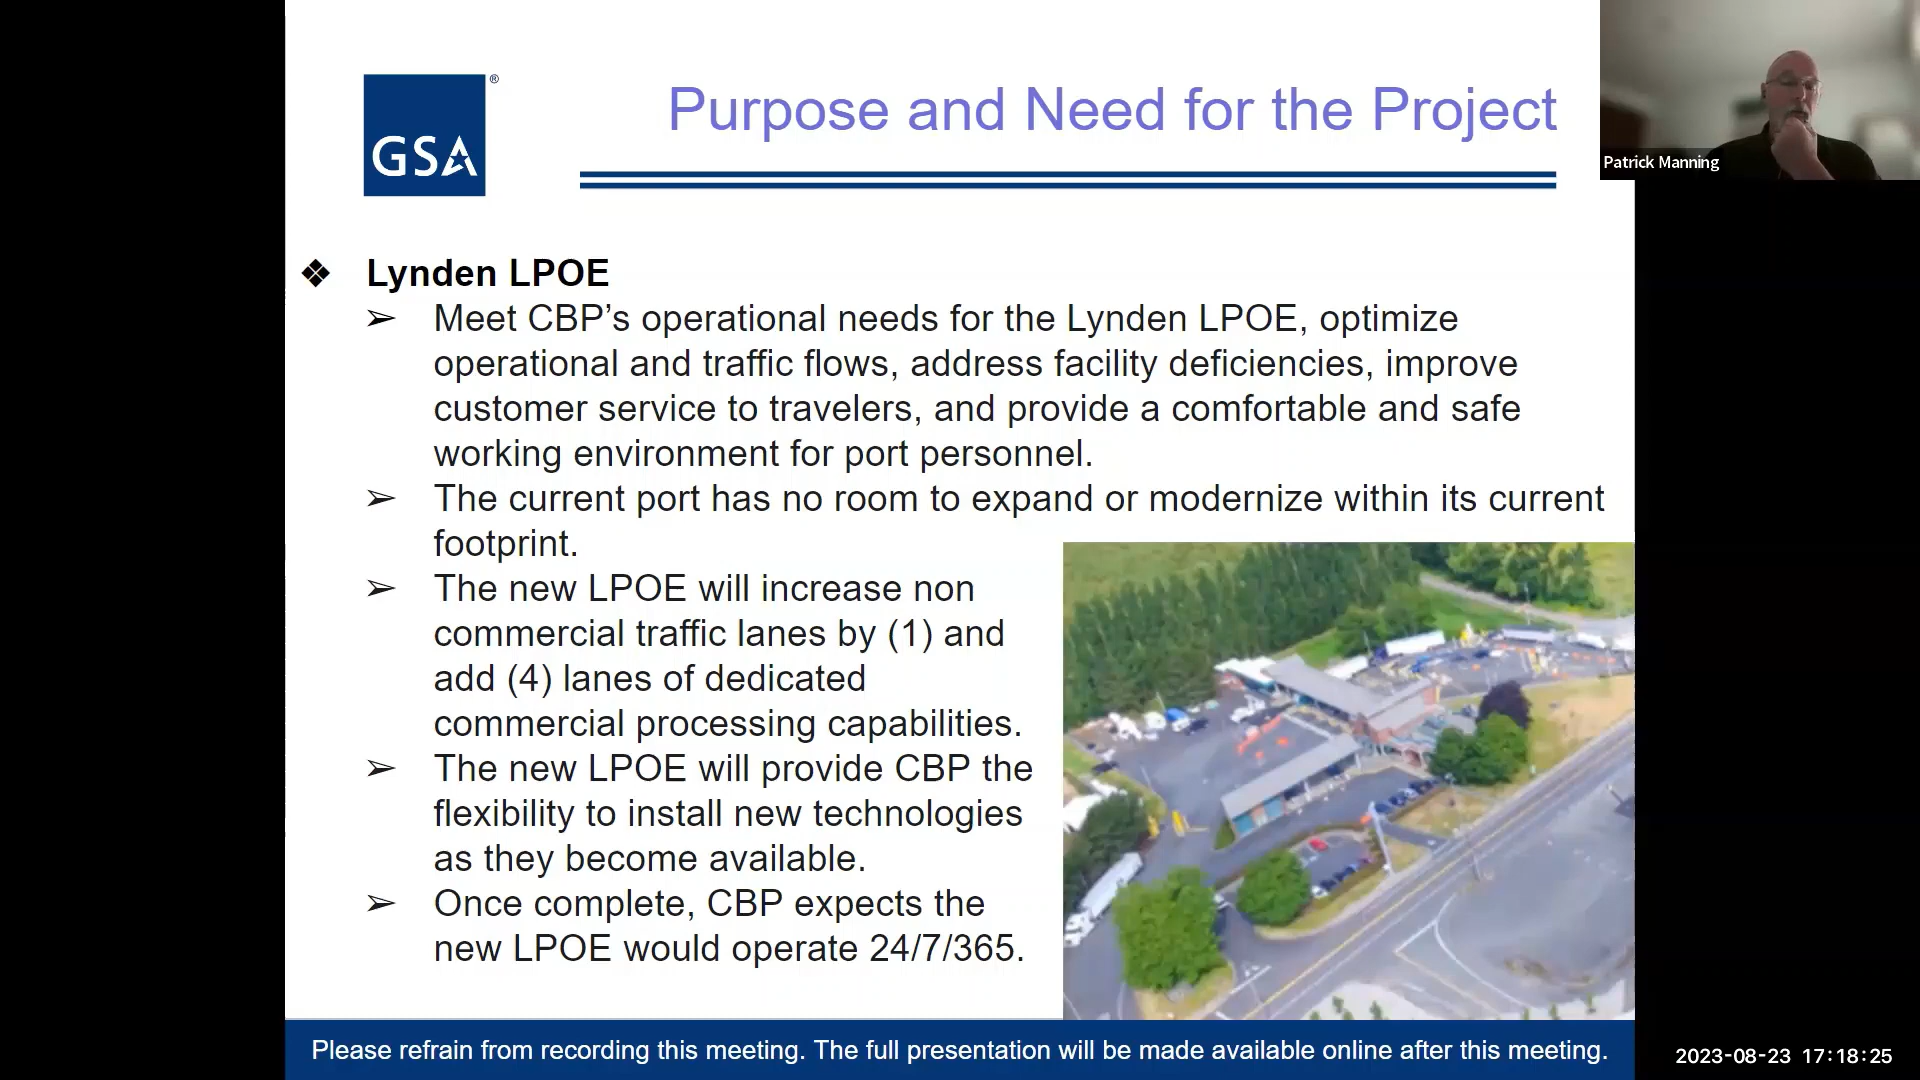 GSA
®
Purpose and Need for the Project
Patrick Manning
❖ Lynden LPOE
➢ Meet CBP’s operational needs for the Lynden LPOE, optimize
operational and traffic flows, address facility deficiencies, improve
customer service to travelers, and provide a comfortable and safe
working environment for port personnel.
➢ The current port has no room to expand or modernize within its current
footprint.
➢ The new LPOE will increase non
commercial traffic lanes by (1) and
add (4) lanes of dedicated
commercial processing capabilities.
➢ The new LPOE will provide CBP the
flexibility to install new technologies
as they become available.
➢ Once complete, CBP expects the
new LPOE would operate 24/7/365.
Please refrain from recording this meeting. The full presentation will be made available online after this meeting.
2023-08-23 17:18:25